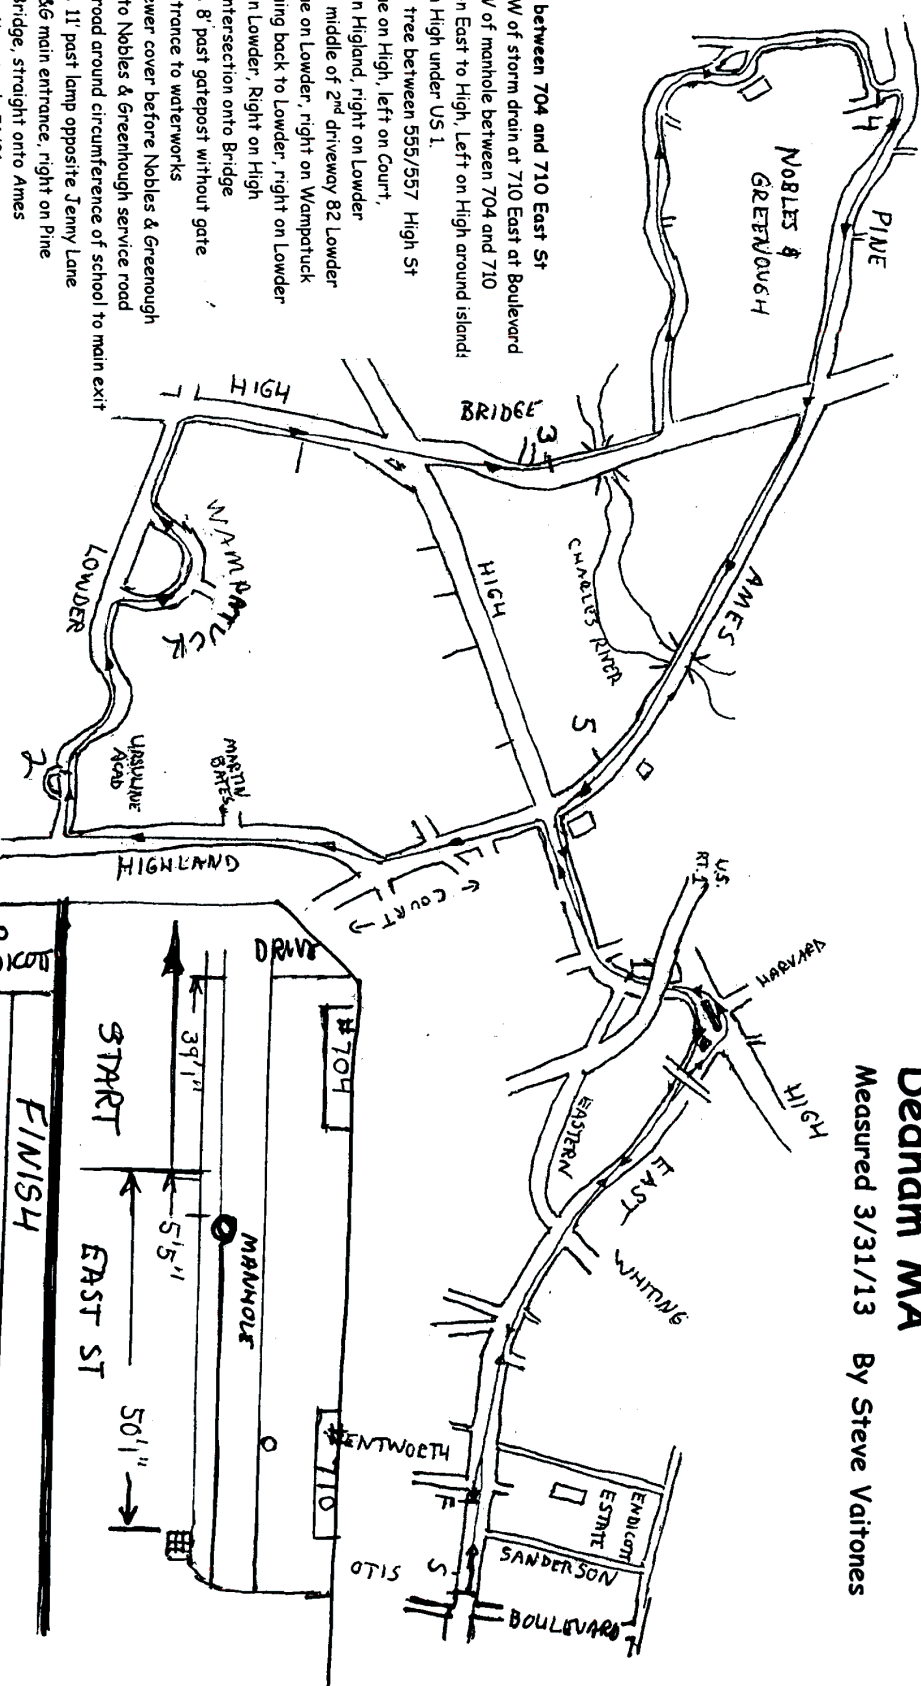 Dedham MA
Measured 3/31/13 By Steve Vaitones
between 704 and 710 East St
W of storm drain at 710 East at Boulevard
of manhole between 704 and 710
n East to High, Left on High around island
High under US 1.
tree between 555/557 High St
e on High, left on Court,
n Higland, right on Lowder
middle of 2nd driveway 82 Lowder
e on Lowder, right on Wampatuck
ing back to Lowder, right on Lowder
n Lowder, Right on High
ntersection onto Bridge
8' past gatepost without gate
trance to waterworks
ewer cover before Nobles & Greenough
to Nobles & Greenhough service road
road around circumference of school to main exit
11' past lamp opposite Jenny Lane
&G main entrance, right on Pine
Bridge, straight onto Ames
4
PINE
NOBLES &
GREENOUGH
HIGH
BRIDGE
3
WAMPATUCK
LOWDER
HIGH
CHARLES RIVER
AMES
5
2
URSULINE
ACAD
MARTIN
BATES
HIGHLAND
← COURT →
U.S.
RT. 1
1
HARVARD
HIGH
EASTERN
EAST
WHITING
WENTWORTH
F
ENDICOTT
ESTATE
SANDERSON
OTIS
S
BOULEVARD
DRIVE
#704
39'1"
START
5'5"
MANHOLE
EAST ST
50'1"
#710
FINISH